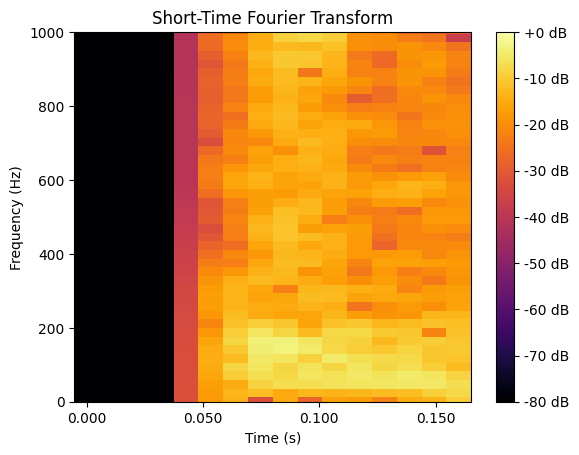 Short-Time Fourier Transform
1000
800
600
400
200
0
Frequency (Hz)
0.000
0.050
0.100
0.150
Time (s)
+0 dB
-10 dB
-20 dB
-30 dB
-40 dB
-50 dB
-60 dB
-70 dB
-80 dB